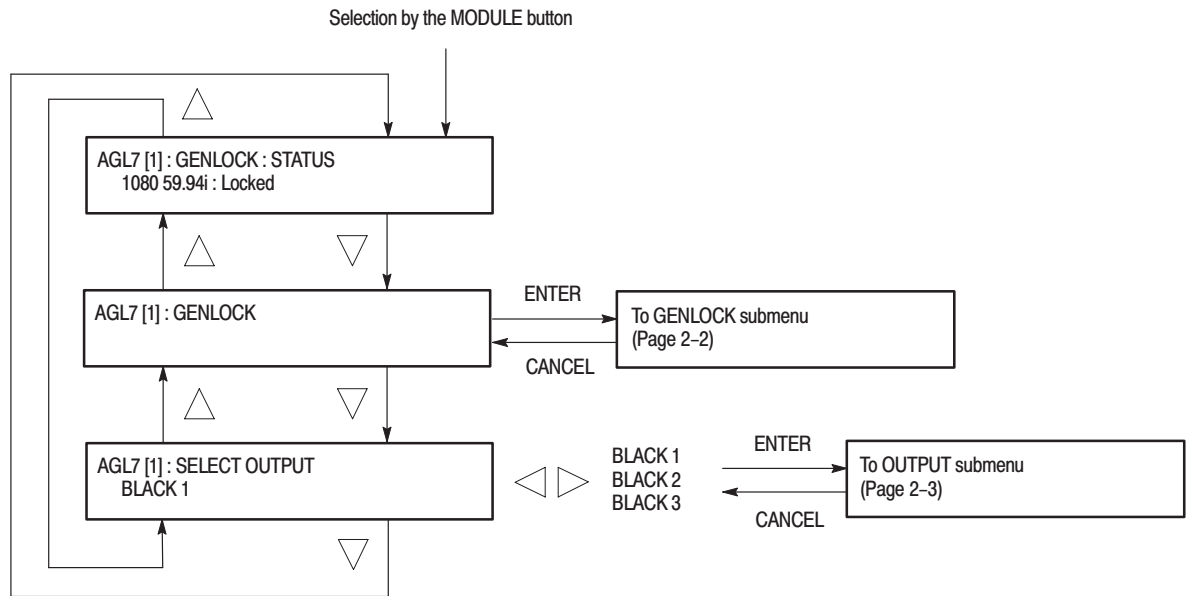 Selection by the MODULE button
AGL7 [1] : GENLOCK : STATUS
1080 59.94i : Locked
AGL7 [1] : GENLOCK
ENTER
CANCEL
To GENLOCK submenu
(Page 2–2)
AGL7 [1] : SELECT OUTPUT
BLACK 1
BLACK 1
BLACK 2
BLACK 3
ENTER
CANCEL
To OUTPUT submenu
(Page 2–3)